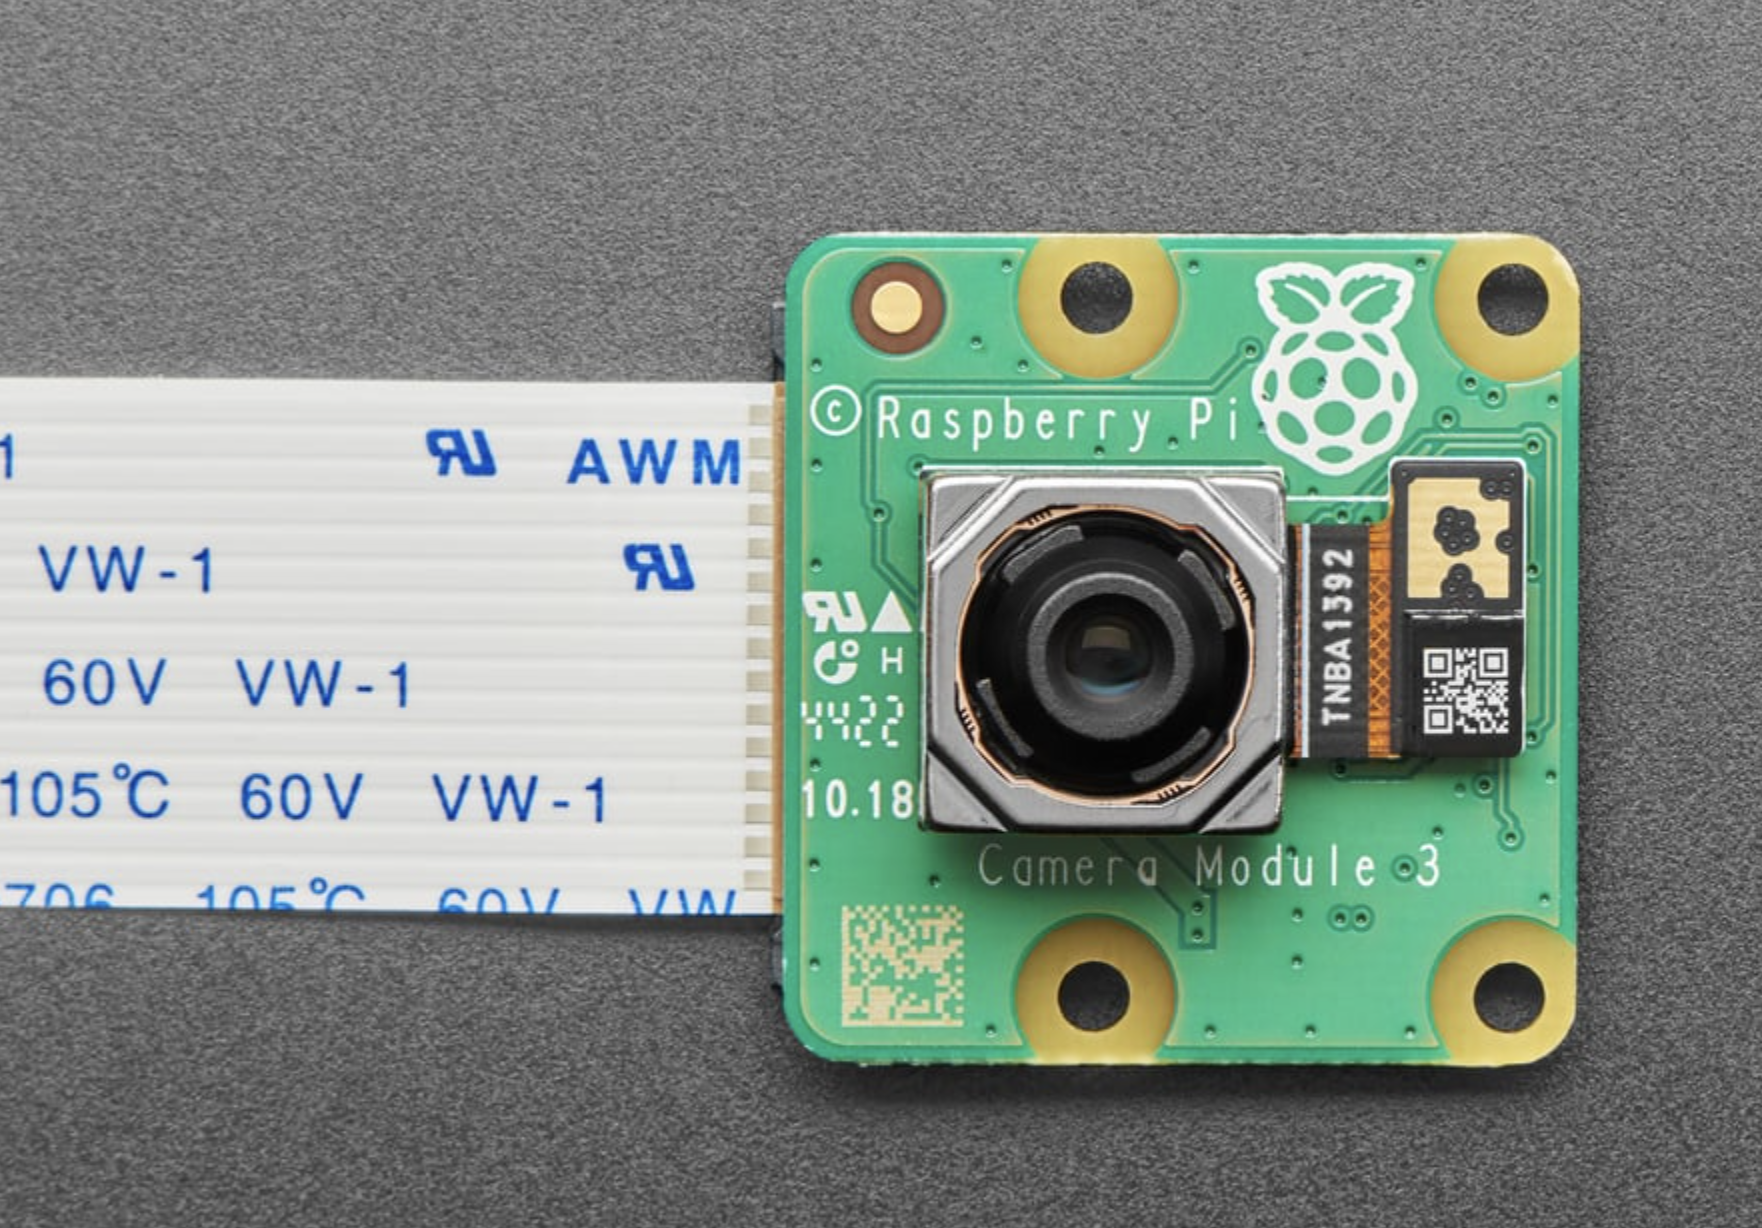 1 AWM
VW-1
60V VW-1
105℃ 60V VW-1
706 105℃ 60V VW
© Raspberry Pi
H
4422
10.18
TNBA1392
Camera Module 3